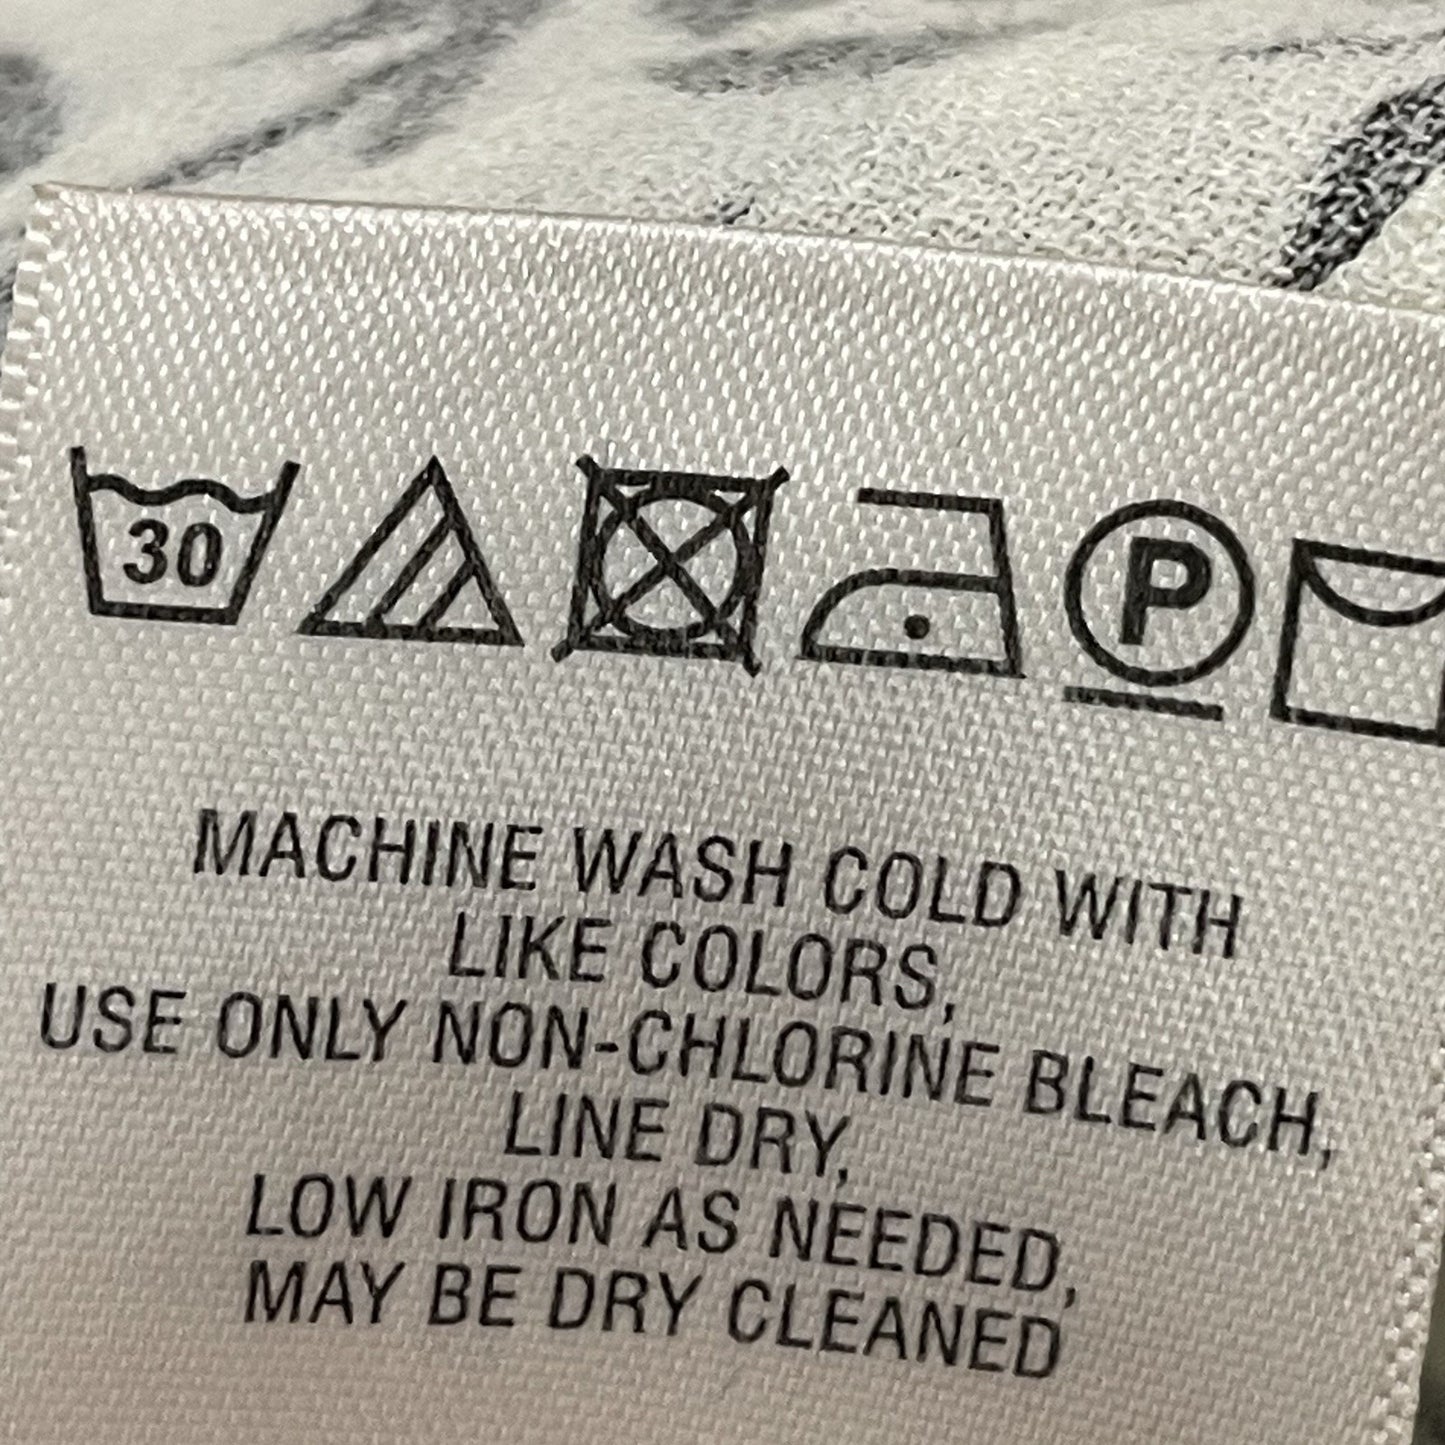 30 P
MACHINE WASH COLD WITH
LIKE COLORS,
USE ONLY NON-CHLORINE BLEACH,
LINE DRY,
LOW IRON AS NEEDED,
MAY BE DRY CLEANED